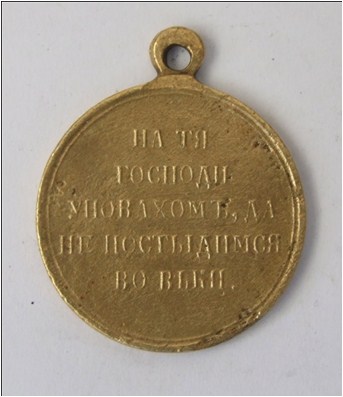 НА ТЯ
ГОСПОДИ
УПОВАХОМЪ, ДА
НЕ ПОСТЫДИМСЯ
ВО ВѢКИ.